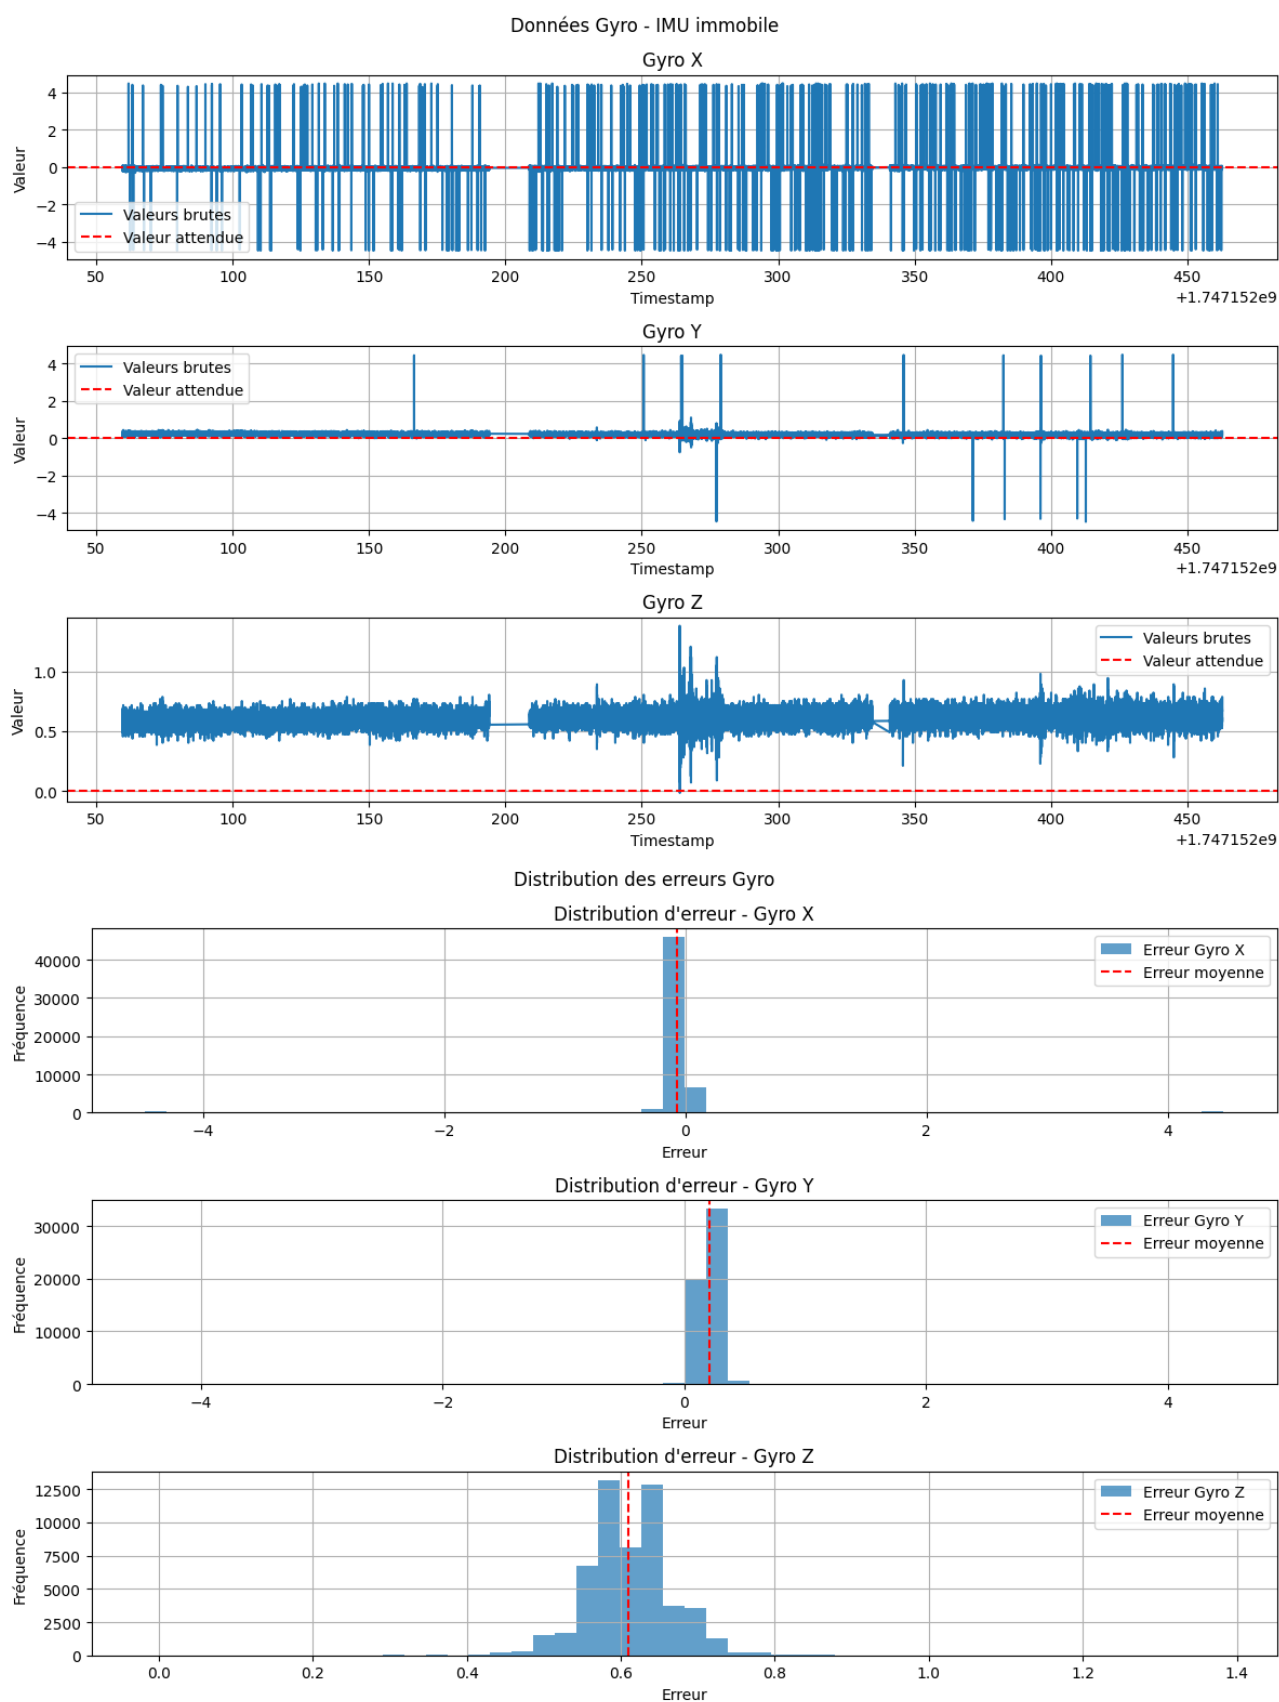 Données Gyro - IMU immobile
Gyro X
Valeur
4
2
0
−2
−4
Valeurs brutes
Valeur attendue
50 100 150 200 250 300 350 400 450
Timestamp
+1.747152e9
Gyro Y
Valeur
4
2
0
−2
−4
Valeurs brutes
Valeur attendue
50 100 150 200 250 300 350 400 450
Timestamp
+1.747152e9
Gyro Z
Valeur
1.0
0.5
0.0
Valeurs brutes
Valeur attendue
50 100 150 200 250 300 350 400 450
Timestamp
+1.747152e9
Distribution des erreurs Gyro
Distribution d'erreur - Gyro X
Fréquence
40000
30000
20000
10000
0
Erreur Gyro X
Erreur moyenne
−4 −2 0 2 4
Erreur
Distribution d'erreur - Gyro Y
Fréquence
30000
20000
10000
0
Erreur Gyro Y
Erreur moyenne
−4 −2 0 2 4
Erreur
Distribution d'erreur - Gyro Z
Fréquence
12500
10000
7500
5000
2500
0
Erreur Gyro Z
Erreur moyenne
0.0 0.2 0.4 0.6 0.8 1.0 1.2 1.4
Erreur